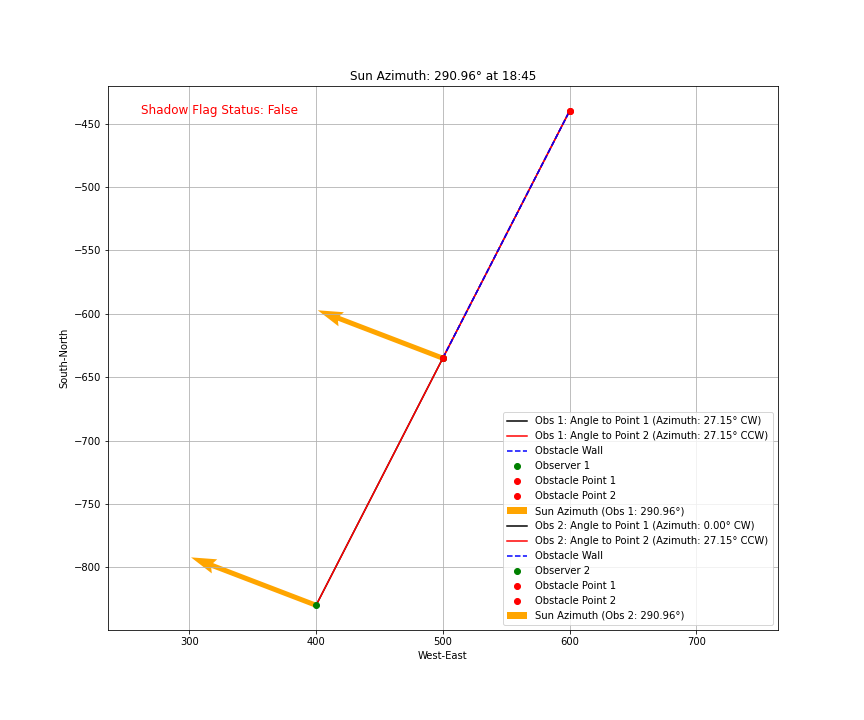 Sun Azimuth: 290.96° at 18:45
Shadow Flag Status: False
−450
−500
−550
−600
−650
−700
−750
−800
South-North
300
400
500
600
700
West-East
Obs 1: Angle to Point 1 (Azimuth: 27.15° CW)
Obs 1: Angle to Point 2 (Azimuth: 27.15° CCW)
Obstacle Wall
Observer 1
Obstacle Point 1
Obstacle Point 2
Sun Azimuth (Obs 1: 290.96°)
Obs 2: Angle to Point 1 (Azimuth: 0.00° CW)
Obs 2: Angle to Point 2 (Azimuth: 27.15° CCW)
Obstacle Wall
Observer 2
Obstacle Point 1
Obstacle Point 2
Sun Azimuth (Obs 2: 290.96°)